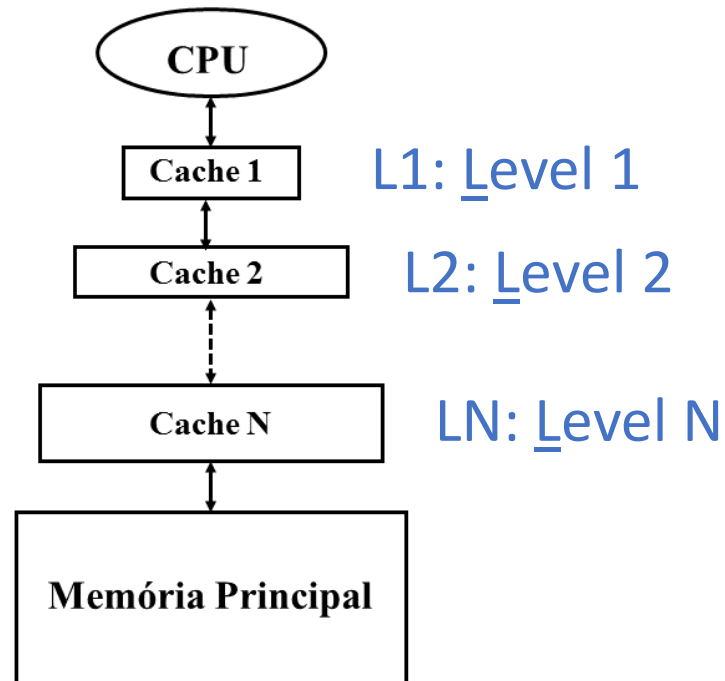 CPU
Cache 1
L1: Level 1
Cache 2
L2: Level 2
Cache N
LN: Level N
Memória Principal